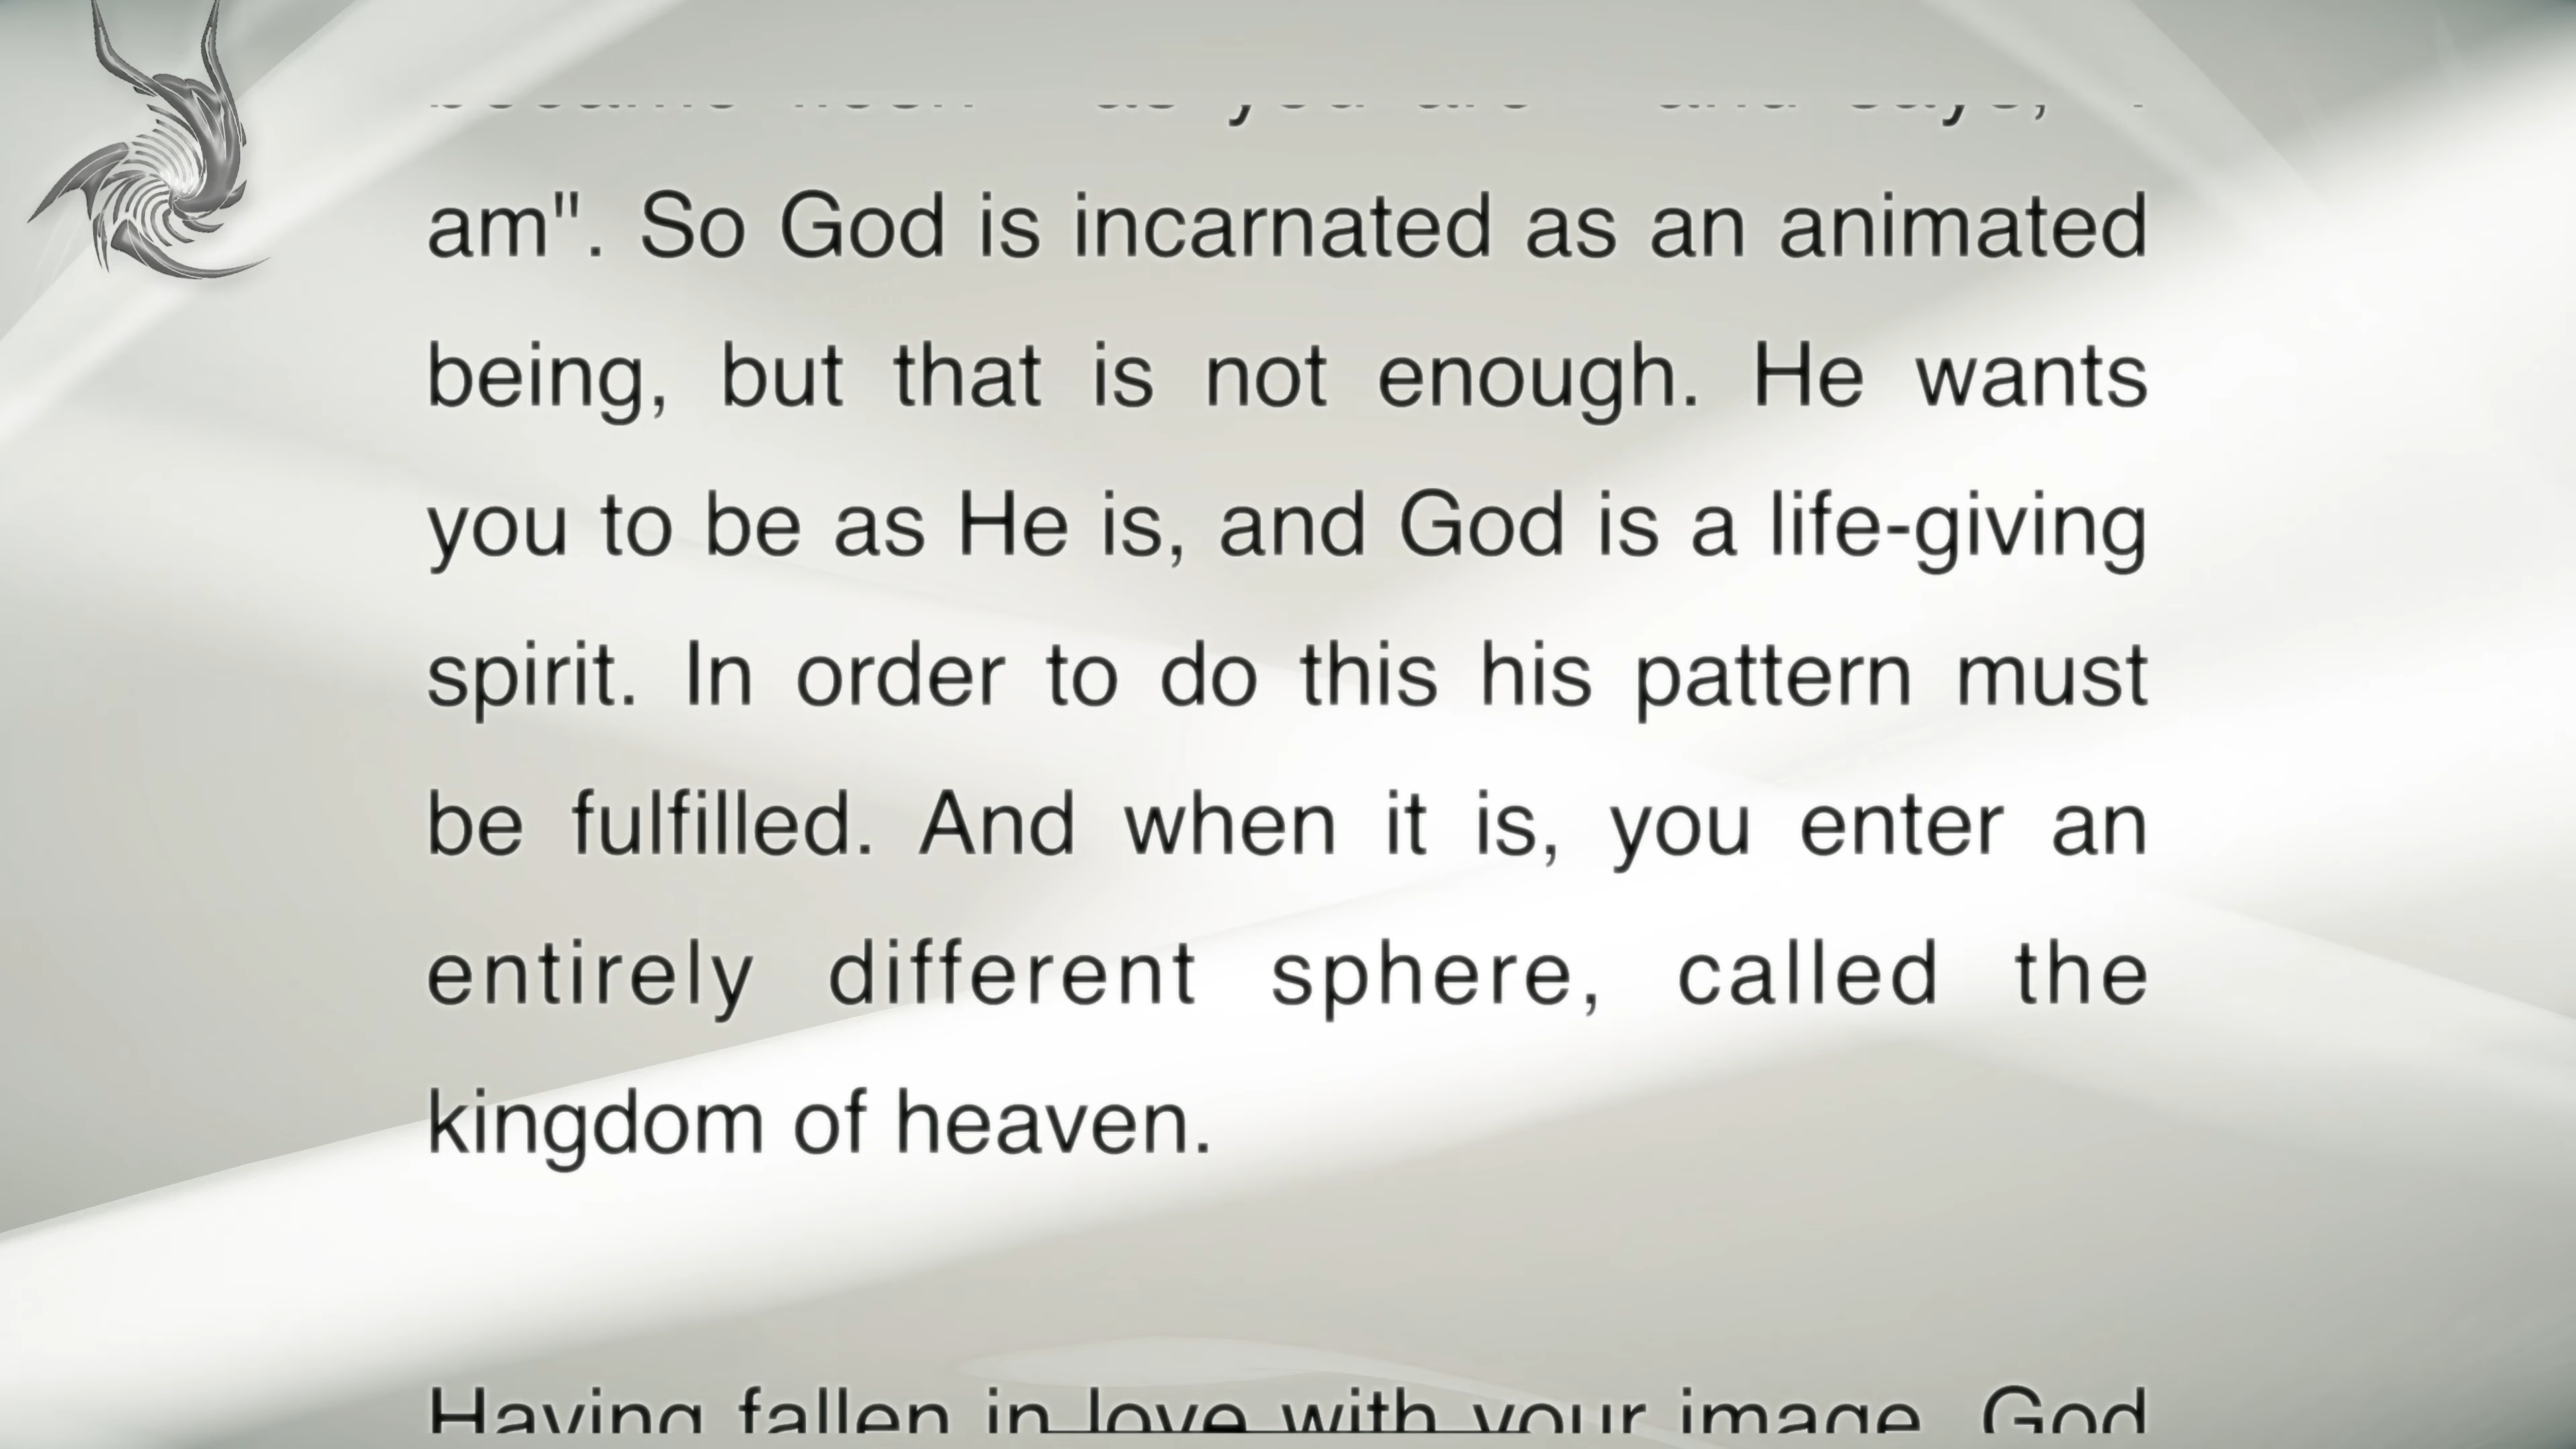 am". So God is incarnated as an animated
being, but that is not enough. He wants
you to be as He is, and God is a life-giving
spirit. In order to do this his pattern must
be fulfilled. And when it is, you enter an
entirely different sphere, called the
kingdom of heaven.
Having fallen in love with your image, God